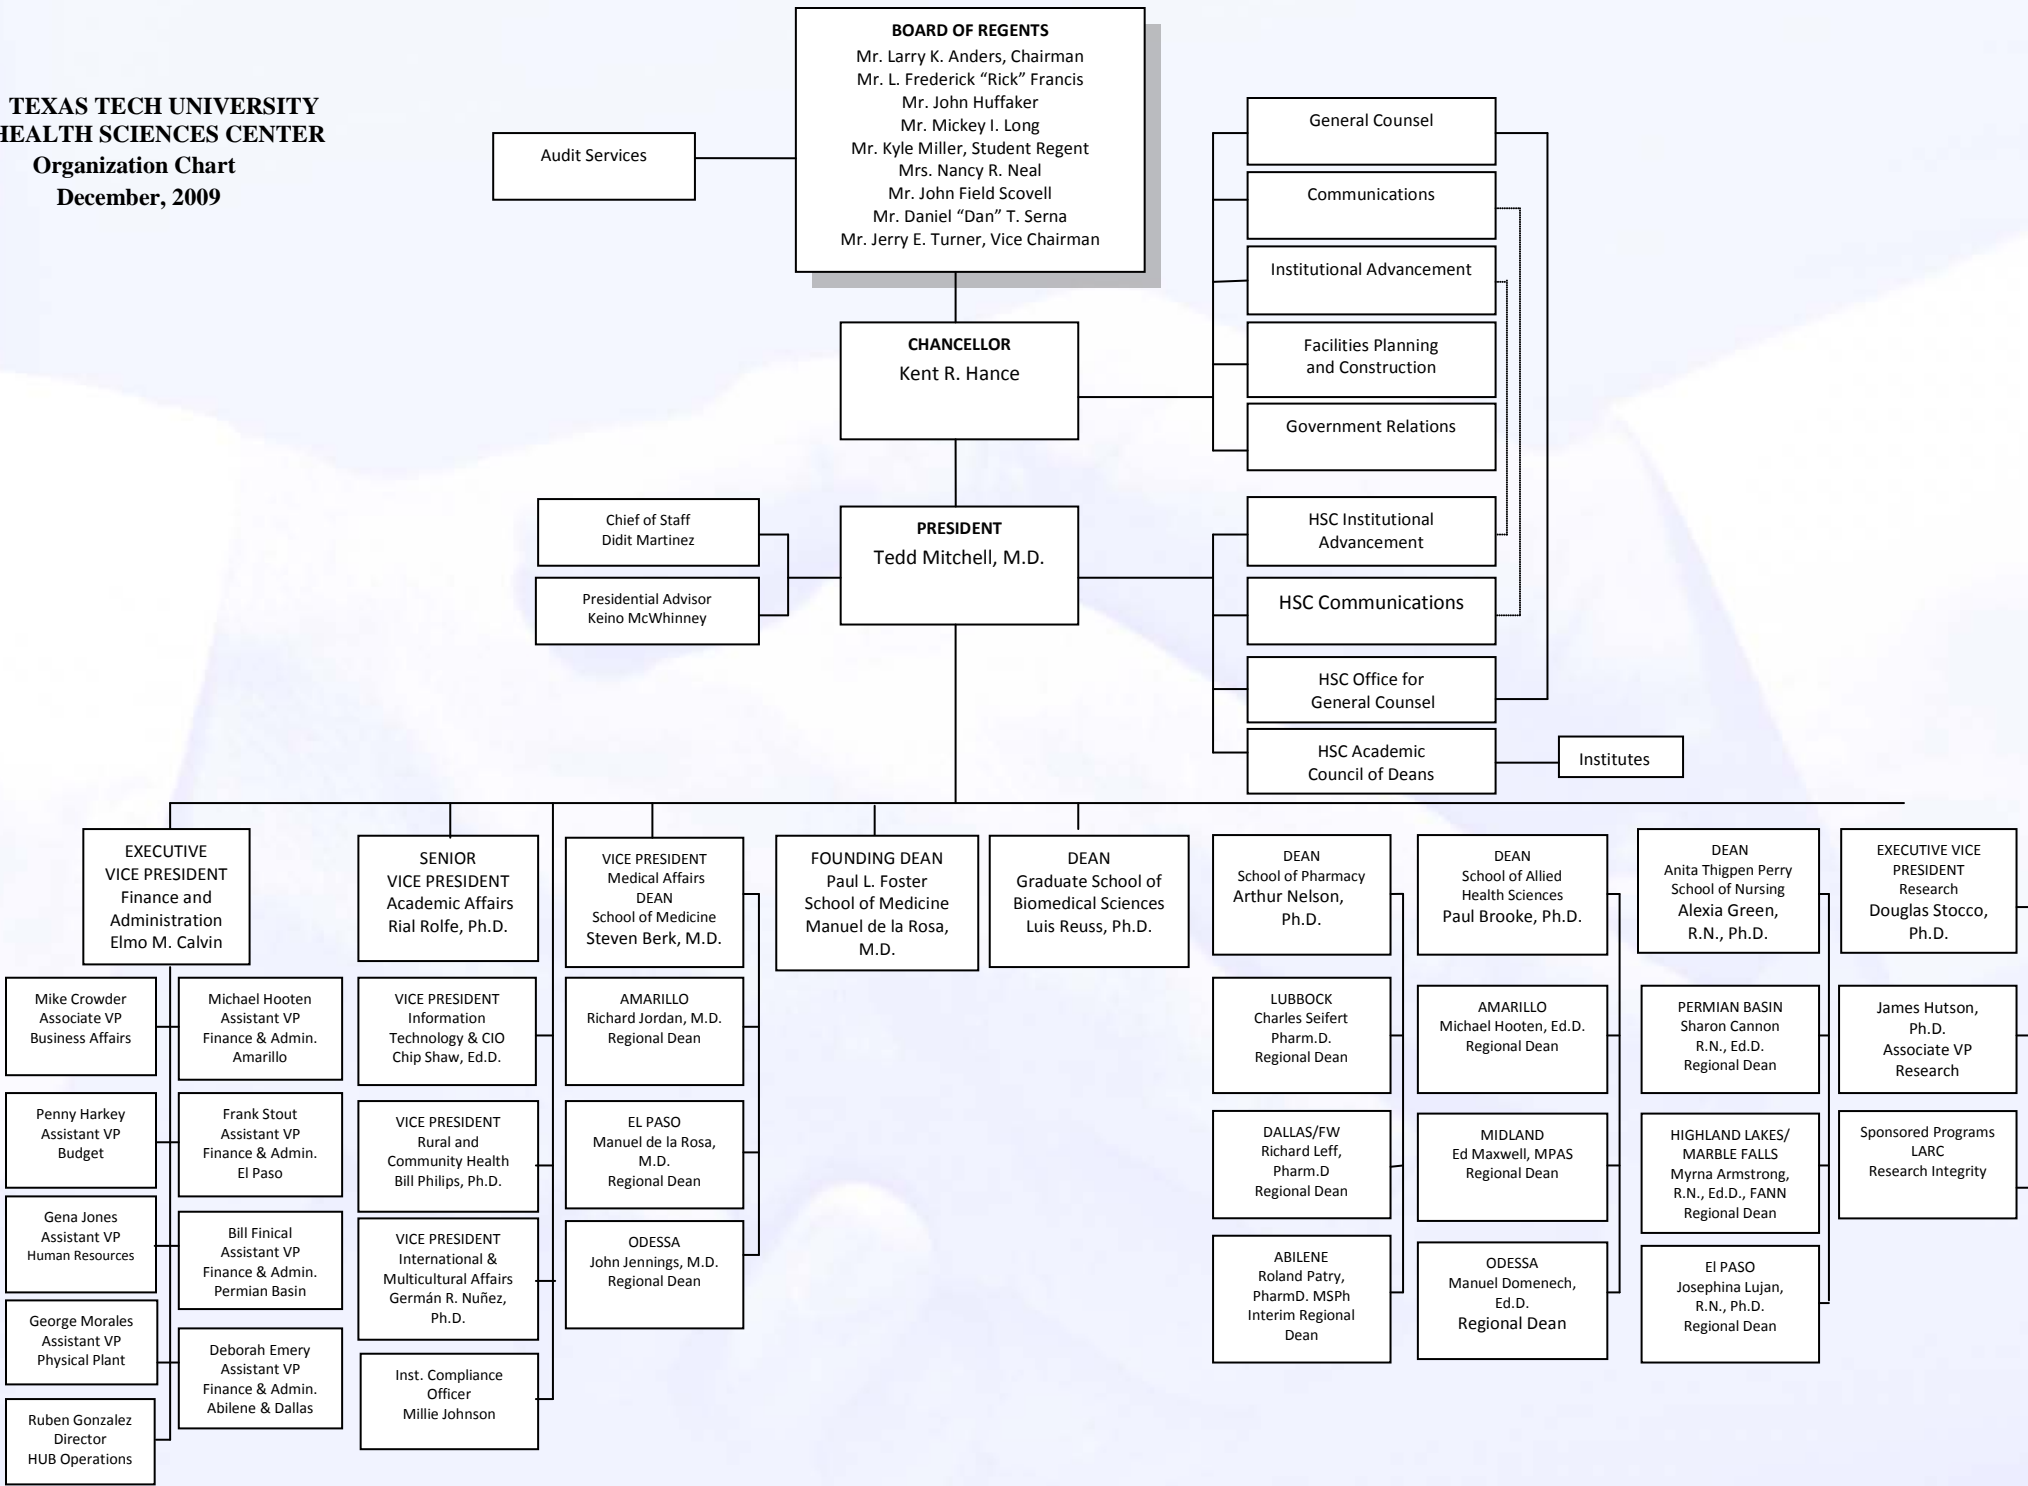 TEXAS TECH UNIVERSITY
HEALTH SCIENCES CENTER
Organization Chart
December, 2009
BOARD OF REGENTS
Mr. Larry K. Anders, Chairman
Mr. L. Frederick “Rick” Francis
Mr. John Huffaker
Mr. Mickey I. Long
Mr. Kyle Miller, Student Regent
Mrs. Nancy R. Neal
Mr. John Field Scovell
Mr. Daniel “Dan” T. Serna
Mr. Jerry E. Turner, Vice Chairman
Audit Services
General Counsel
Communications
Institutional Advancement
Facilities Planning
and Construction
Government Relations
CHANCELLOR
Kent R. Hance
Chief of Staff
Didit Martinez
Presidential Advisor
Keino McWhinney
PRESIDENT
Tedd Mitchell, M.D.
HSC Institutional
Advancement
HSC Communications
HSC Office for
General Counsel
HSC Academic
Council of Deans
Institutes
EXECUTIVE
VICE PRESIDENT
Finance and
Administration
Elmo M. Calvin
Mike Crowder
Associate VP
Business Affairs
Michael Hooten
Assistant VP
Finance & Admin.
Amarillo
Penny Harkey
Assistant VP
Budget
Frank Stout
Assistant VP
Finance & Admin.
El Paso
Gena Jones
Assistant VP
Human Resources
Bill Finical
Assistant VP
Finance & Admin.
Permian Basin
George Morales
Assistant VP
Physical Plant
Deborah Emery
Assistant VP
Finance & Admin.
Abilene & Dallas
Ruben Gonzalez
Director
HUB Operations
SENIOR
VICE PRESIDENT
Academic Affairs
Rial Rolfe, Ph.D.
VICE PRESIDENT
Information
Technology & CIO
Chip Shaw, Ed.D.
VICE PRESIDENT
Rural and
Community Health
Bill Philips, Ph.D.
VICE PRESIDENT
International &
Multicultural Affairs
Germán R. Nuñez,
Ph.D.
Inst. Compliance
Officer
Millie Johnson
VICE PRESIDENT
Medical Affairs
DEAN
School of Medicine
Steven Berk, M.D.
AMARILLO
Richard Jordan, M.D.
Regional Dean
EL PASO
Manuel de la Rosa,
M.D.
Regional Dean
ODESSA
John Jennings, M.D.
Regional Dean
FOUNDING DEAN
Paul L. Foster
School of Medicine
Manuel de la Rosa,
M.D.
DEAN
Graduate School of
Biomedical Sciences
Luis Reuss, Ph.D.
DEAN
School of Pharmacy
Arthur Nelson,
Ph.D.
LUBBOCK
Charles Seifert
Pharm.D.
Regional Dean
DALLAS/FW
Richard Leff,
Pharm.D
Regional Dean
ABILENE
Roland Patry,
PharmD. MSPh
Interim Regional
Dean
DEAN
School of Allied
Health Sciences
Paul Brooke, Ph.D.
AMARILLO
Michael Hooten, Ed.D.
Regional Dean
MIDLAND
Ed Maxwell, MPAS
Regional Dean
ODESSA
Manuel Domenech,
Ed.D.
Regional Dean
DEAN
Anita Thigpen Perry
School of Nursing
Alexia Green,
R.N., Ph.D.
PERMIAN BASIN
Sharon Cannon
R.N., Ed.D.
Regional Dean
HIGHLAND LAKES/
MARBLE FALLS
Myrna Armstrong,
R.N., Ed.D., FANN
Regional Dean
El PASO
Josephina Lujan,
R.N., Ph.D.
Regional Dean
EXECUTIVE VICE
PRESIDENT
Research
Douglas Stocco,
Ph.D.
James Hutson,
Ph.D.
Associate VP
Research
Sponsored Programs
LARC
Research Integrity